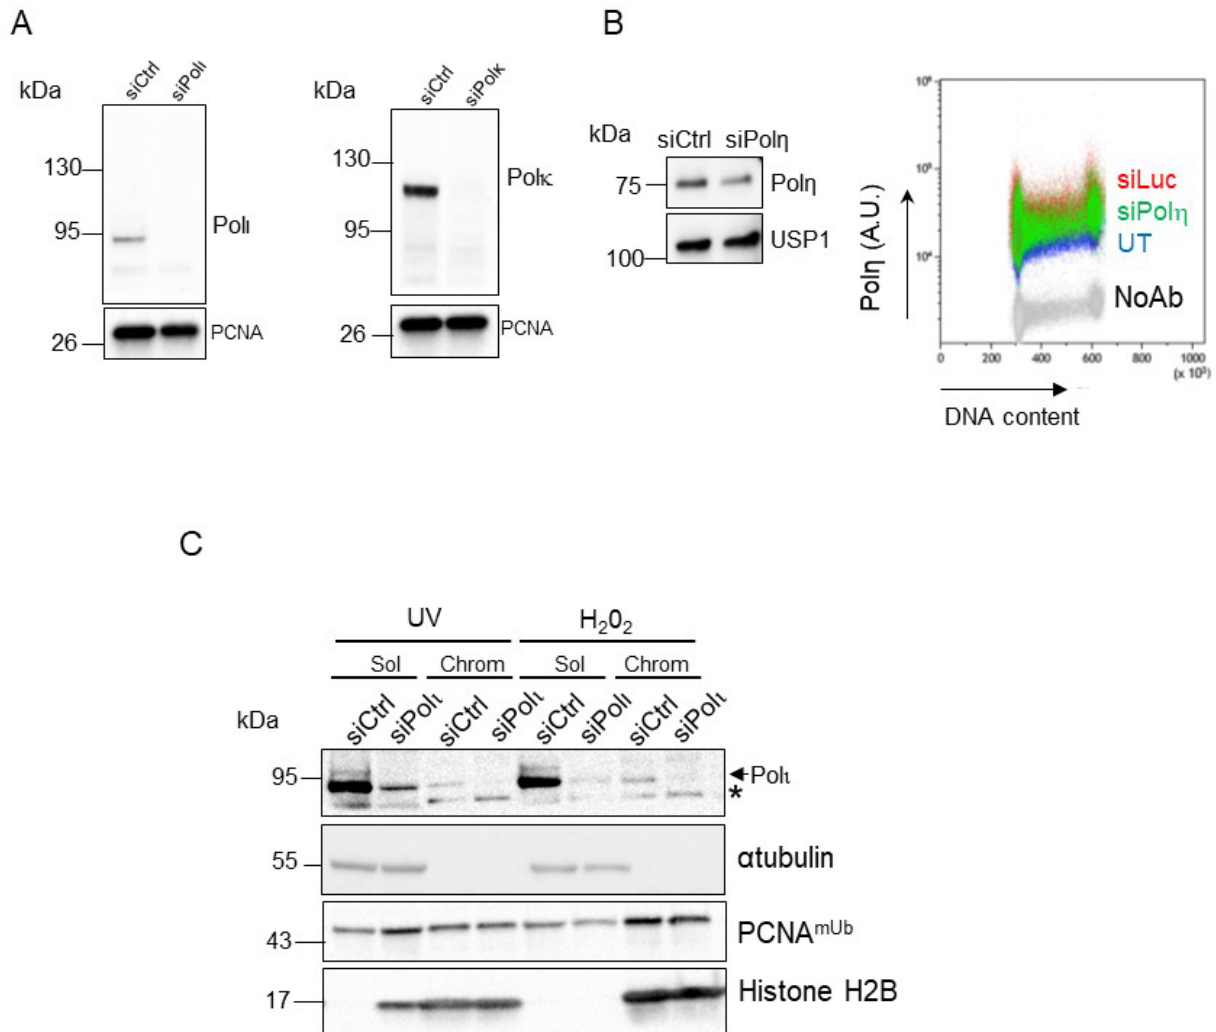 A
B
kDa
siCtrl
siPolι
130
95
26
Polι
PCNA
kDa
siCtrl
siPolκ
130
95
26
Polκ
PCNA
kDa
siCtrl siPolη
75
Polη
100
USP1
Polη (A.U.)
10⁶
10⁵
10⁴
siLuc
siPolη
UT
NoAb
0 200 400 600 800 1000
(x 10³)
DNA content
C
UV H₂0₂
Sol Chrom Sol Chrom
kDa
siCtrl siPolι siCtrl siPolι siCtrl siPolι siCtrl siPolι
95 Polι
*
55 αtubulin
43 PCNAᵐᵁᵇ
17 Histone H2B